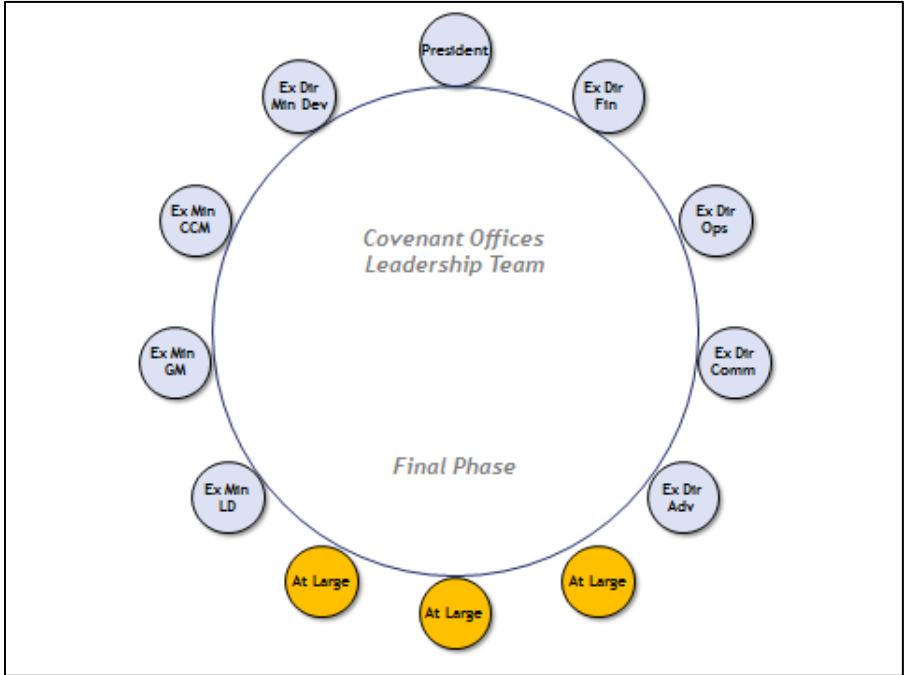 President
Ex Dir
Min Dev
Ex Dir
Fin
Ex Min
CCM
Ex Dir
Ops
Covenant Offices
Leadership Team
Ex Min
GM
Ex Dir
Comm
Final Phase
Ex Min
LD
Ex Dir
Adv
At Large
At Large
At Large